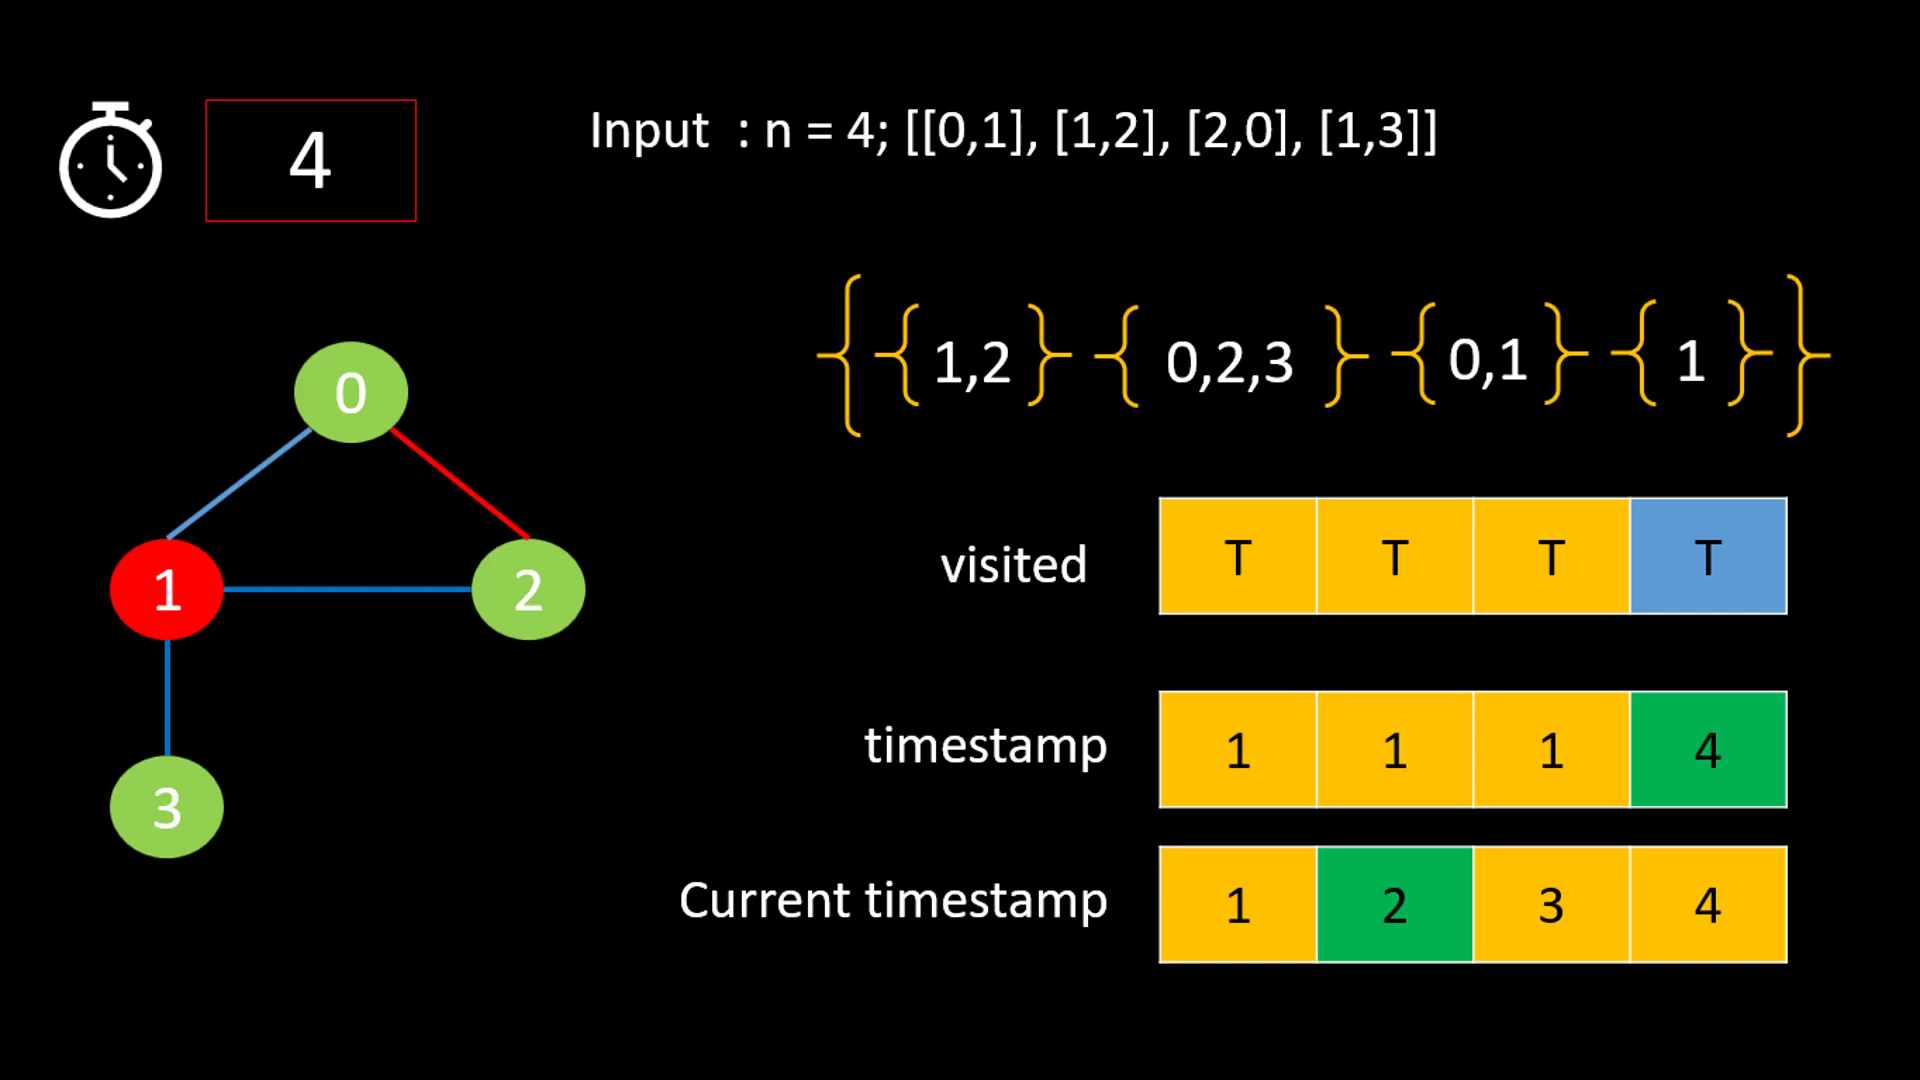 4
Input : n = 4; [[0,1], [1,2], [2,0], [1,3]]
{ { 1,2 } { 0,2,3 } { 0,1 } { 1 } }
0
1
2
3
visited T T T T
timestamp 1 1 1 4
Current timestamp 1 2 3 4